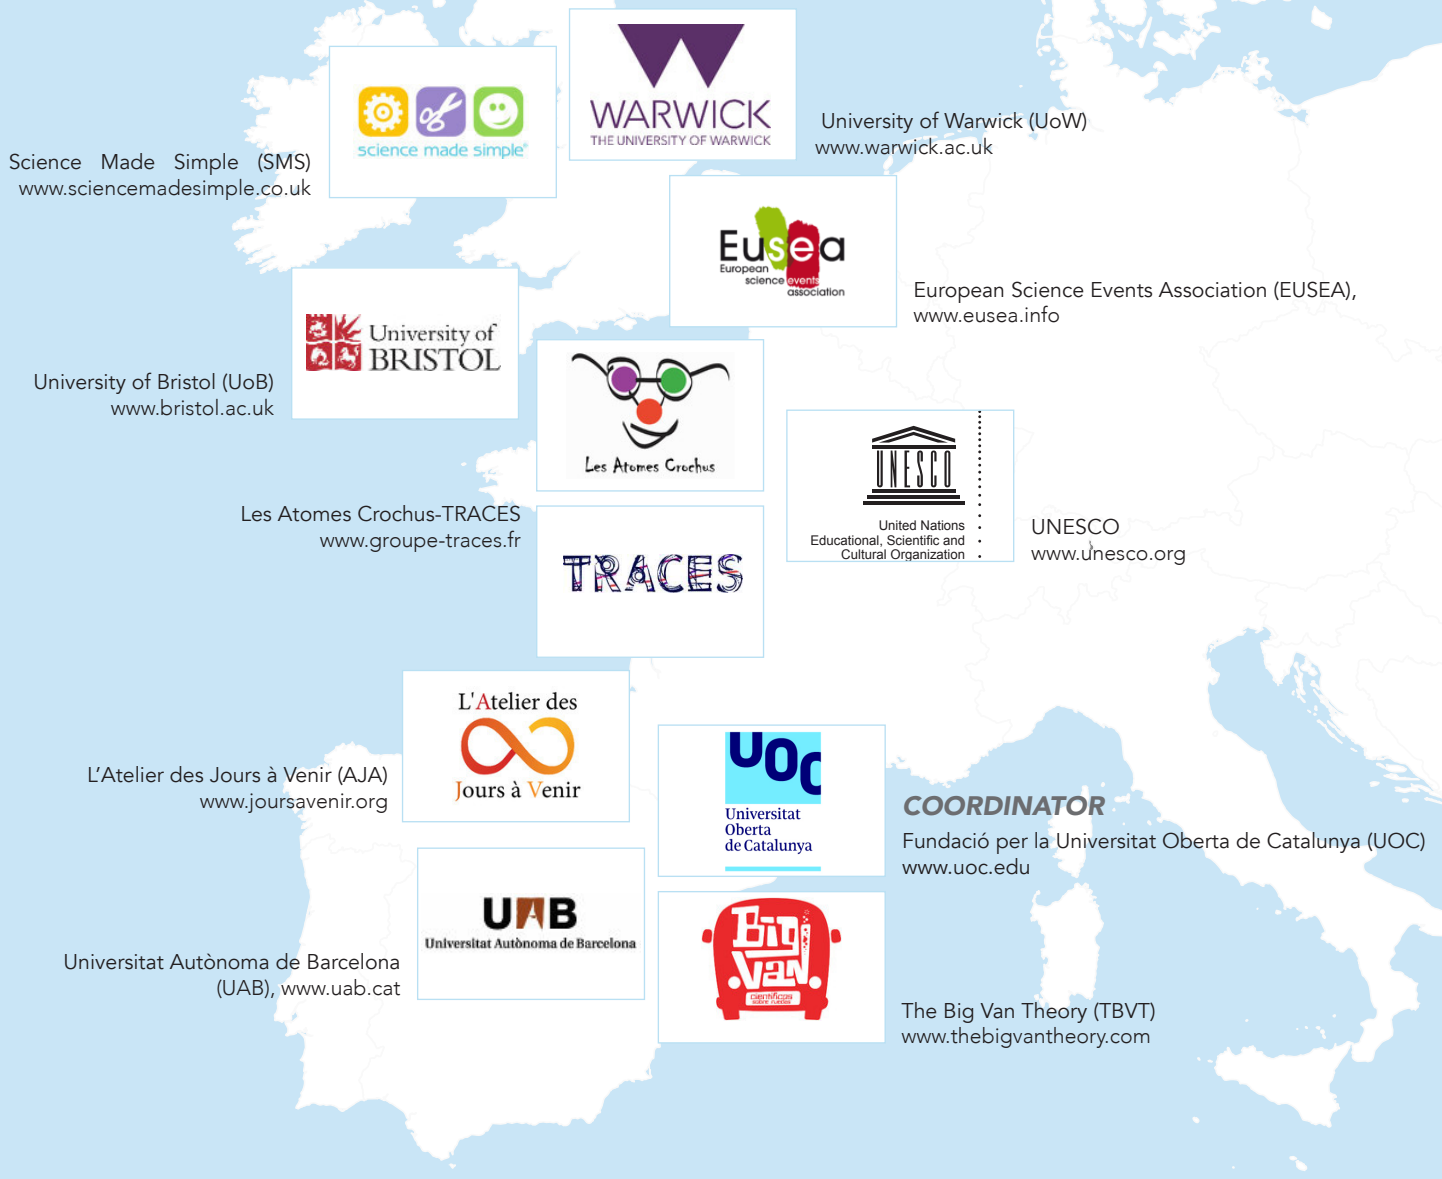 WARWICK
THE UNIVERSITY OF WARWICK
University of Warwick (UoW)
www.warwick.ac.uk
science made simple
Science Made Simple (SMS)
www.sciencemadesimple.co.uk
Eusea
European
science events
association
European Science Events Association (EUSEA),
www.eusea.info
University of
BRISTOL
University of Bristol (UoB)
www.bristol.ac.uk
Les Atomes Crochus
UNESCO
United Nations
Educational, Scientific and
Cultural Organization
UNESCO
www.unesco.org
Les Atomes Crochus-TRACES
www.groupe-traces.fr
TRACES
L'Atelier des
Jours à Venir
L’Atelier des Jours à Venir (AJA)
www.joursavenir.org
UOC
Universitat
Oberta
de Catalunya
COORDINATOR
Fundació per la Universitat Oberta de Catalunya (UOC)
www.uoc.edu
UAB
Universitat Autònoma de Barcelona
Universitat Autònoma de Barcelona
(UAB), www.uab.cat
Big
Van
científicos
sobre ruedas
The Big Van Theory (TBVT)
www.thebigvantheory.com